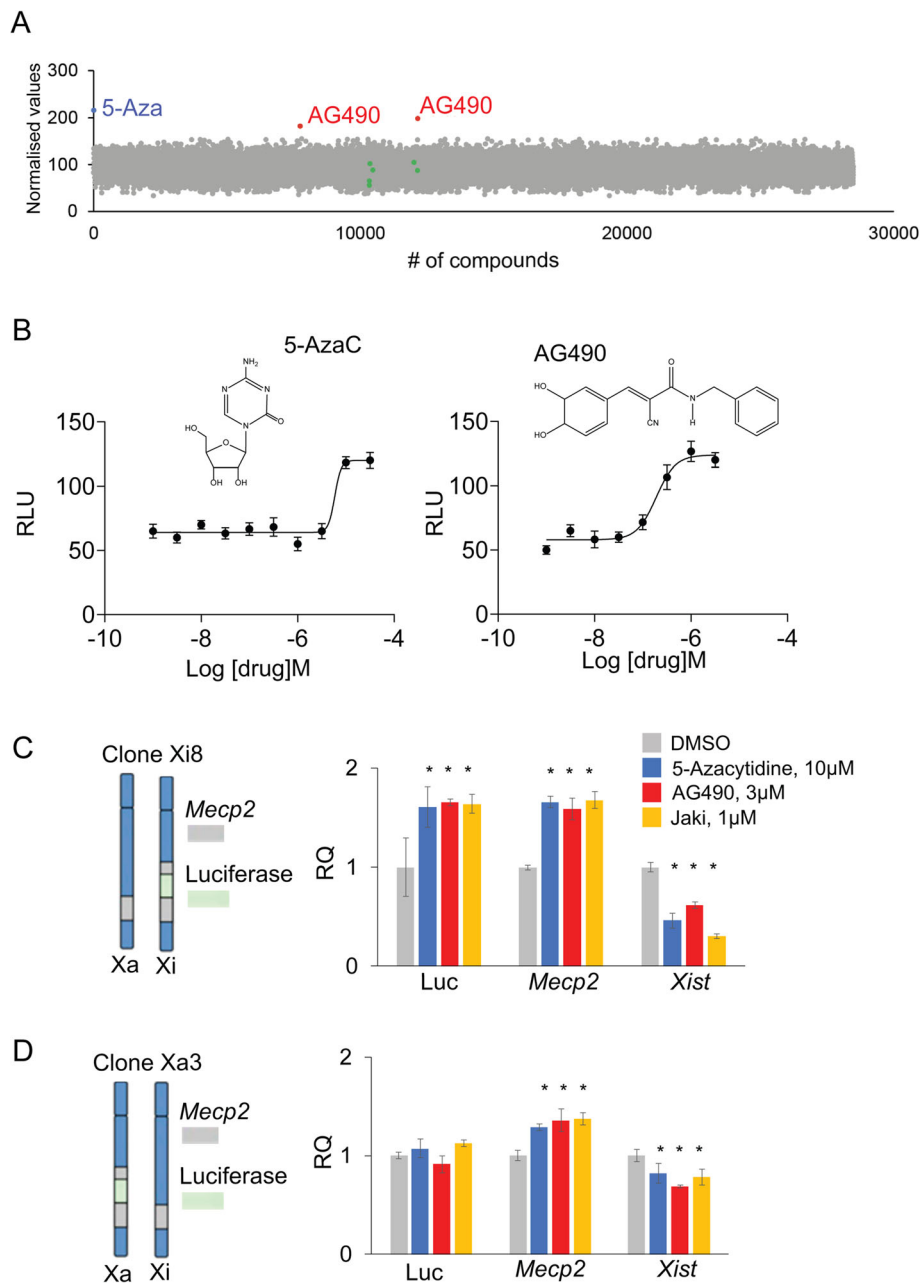 A
300
200
100
0
Normalised values
5-Aza
AG490
AG490
0
10000
20000
30000
# of compounds
B
5-AzaC
NH2
N
N
N
O
HO
O
OH
OH
150
100
50
0
RLU
-10
-8
-6
-4
Log [drug]M
AG490
HO
HO
O
CN
N
H
150
100
50
0
RLU
-10
-8
-6
-4
Log [drug]M
C
Clone Xi8
Mecp2
Luciferase
Xa
Xi
2
1
0
RQ
* * *
* * *
* * *
Luc
Mecp2
Xist
DMSO
5-Azacytidine, 10µM
AG490, 3µM
Jaki, 1µM
D
Clone Xa3
Mecp2
Luciferase
Xa
Xi
2
1
0
RQ
* * *
* * *
Luc
Mecp2
Xist